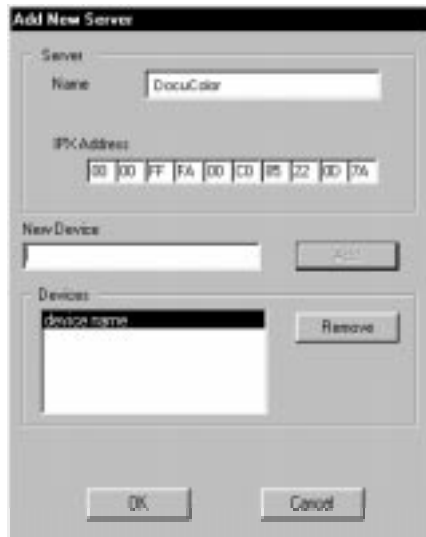 Add New Server
Server
Name DocuColor
IPX Address
00 00 FF FA 00 C0 85 22 0D 7A
New Device
Add
Devices
device name
Remove
OK Cancel